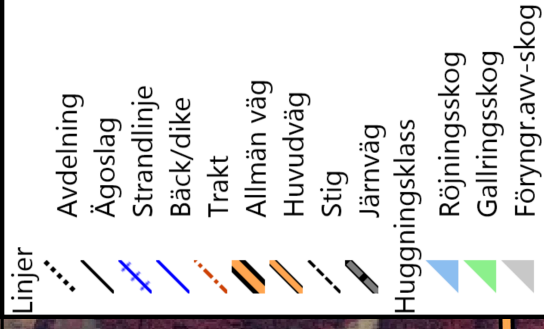 Linjer
Avdelning
Ägoslag
Strandlinje
Bäck/dike
Trakt
Allmän väg
Huvudväg
Stig
Järnväg
Huggningsklass
Röjningsskog
Gallringsskog
Föryngr.avv-skog